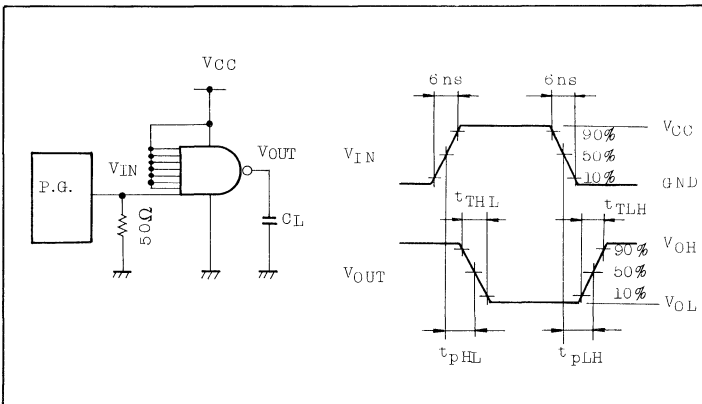 VCC
P.G.
VIN
VOUT
50Ω
CL
6ns
6ns
VIN
90%
50%
10%
VCC
GND
tTHL
tTLH
VOUT
90%
50%
10%
VOH
VOL
tpHL
tpLH